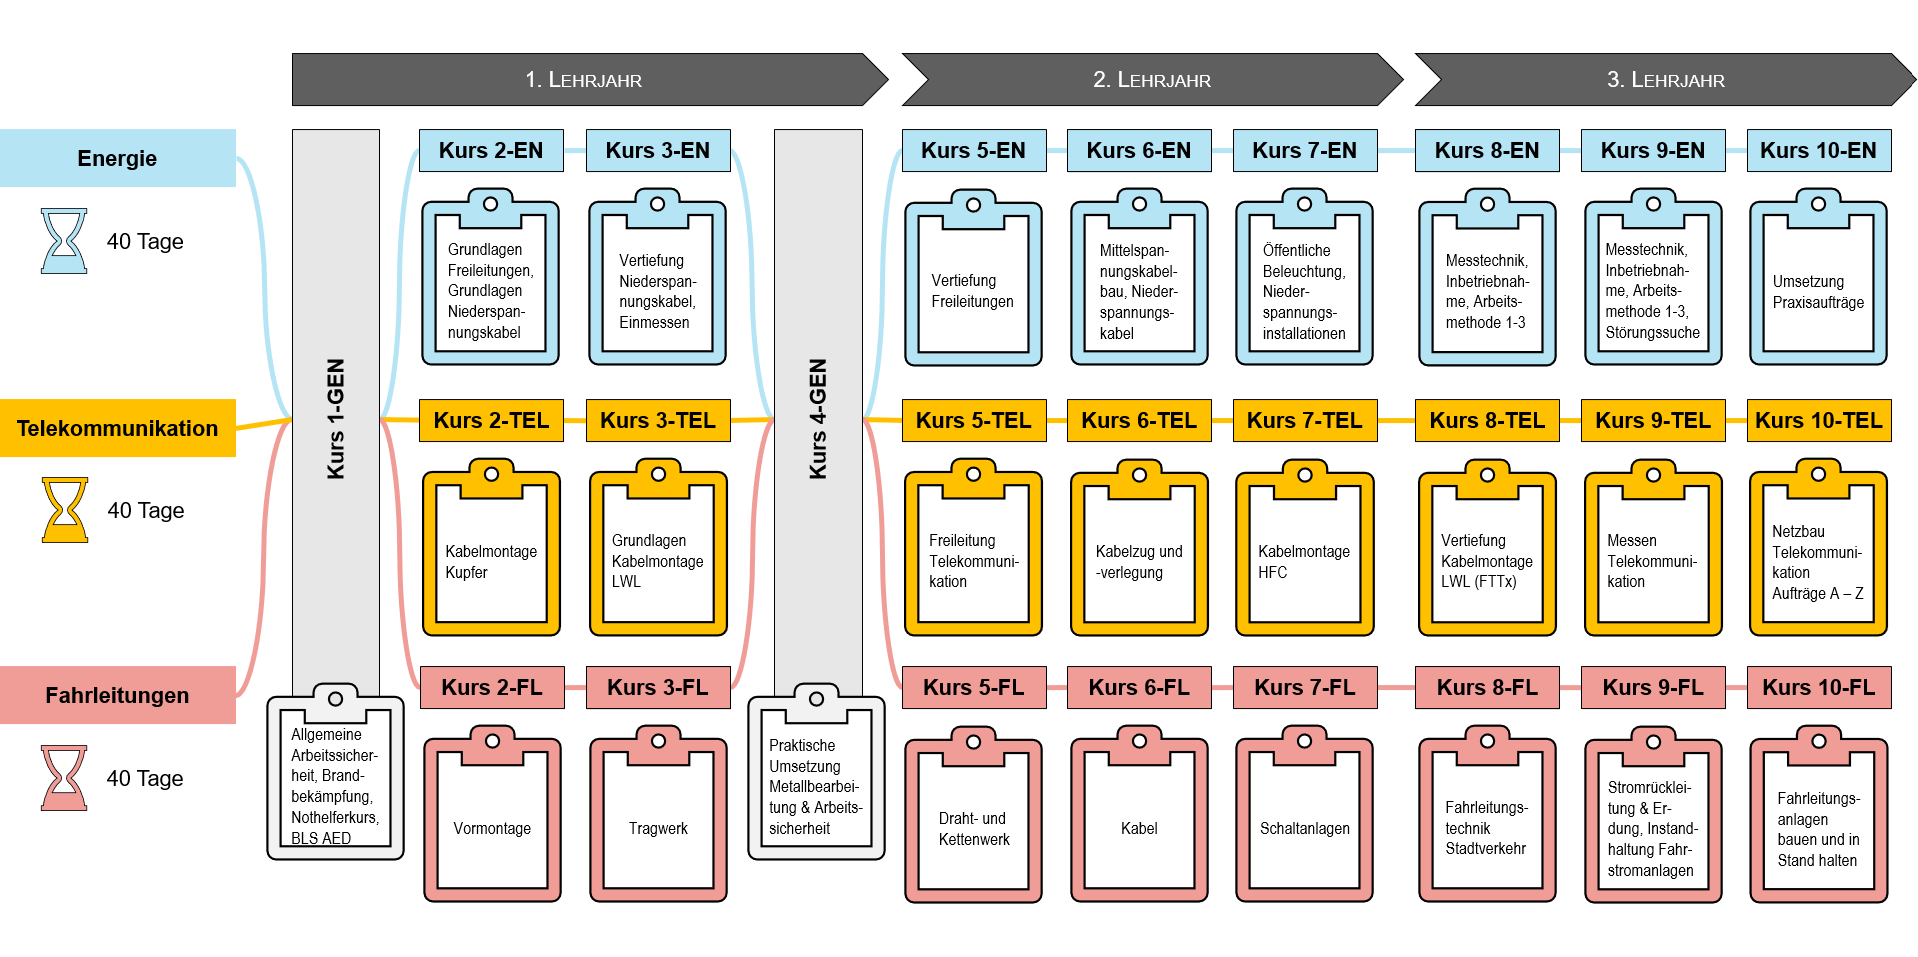 1. Lehrjahr
2. Lehrjahr
3. Lehrjahr
Energie
40 Tage
Kurs 1-GEN
Allgemeine
Arbeitssicher-
heit, Brand-
bekämpfung,
Nothelferkurs,
BLS AED
Kurs 2-EN
Grundlagen
Freileitungen,
Grundlagen
Niederspan-
nungskabel
Kurs 3-EN
Vertiefung
Niederspan-
nungskabel,
Einmessen
Kurs 4-GEN
Praktische
Umsetzung
Metallbearbei-
tung & Arbeits-
sicherheit
Kurs 5-EN
Vertiefung
Freileitungen
Kurs 6-EN
Mittelspan-
nungskabel-
bau, Nieder-
spannungs-
kabel
Kurs 7-EN
Öffentliche
Beleuchtung,
Nieder-
spannungs-
installationen
Kurs 8-EN
Messtechnik,
Inbetriebnah-
me, Arbeits-
methode 1-3
Kurs 9-EN
Messtechnik,
Inbetriebnah-
me, Arbeits-
methode 1-3,
Störungssuche
Kurs 10-EN
Umsetzung
Praxisaufträge
Telekommunikation
40 Tage
Kurs 2-TEL
Kabelmontage
Kupfer
Kurs 3-TEL
Grundlagen
Kabelmontage
LWL
Kurs 5-TEL
Freileitung
Telekommuni-
kation
Kurs 6-TEL
Kabelzug und
-verlegung
Kurs 7-TEL
Kabelmontage
HFC
Kurs 8-TEL
Vertiefung
Kabelmontage
LWL (FTTx)
Kurs 9-TEL
Messen
Telekommuni-
kation
Kurs 10-TEL
Netzbau
Telekommuni-
kation
Aufträge A – Z
Fahrleitungen
40 Tage
Kurs 2-FL
Vormontage
Kurs 3-FL
Tragwerk
Kurs 5-FL
Draht- und
Kettenwerk
Kurs 6-FL
Kabel
Kurs 7-FL
Schaltanlagen
Kurs 8-FL
Fahrleitungs-
technik
Stadtverkehr
Kurs 9-FL
Stromrücklei-
tung & Er-
dung, Instand-
haltung Fahr-
stromanlagen
Kurs 10-FL
Fahrleitungs-
anlagen
bauen und in
Stand halten